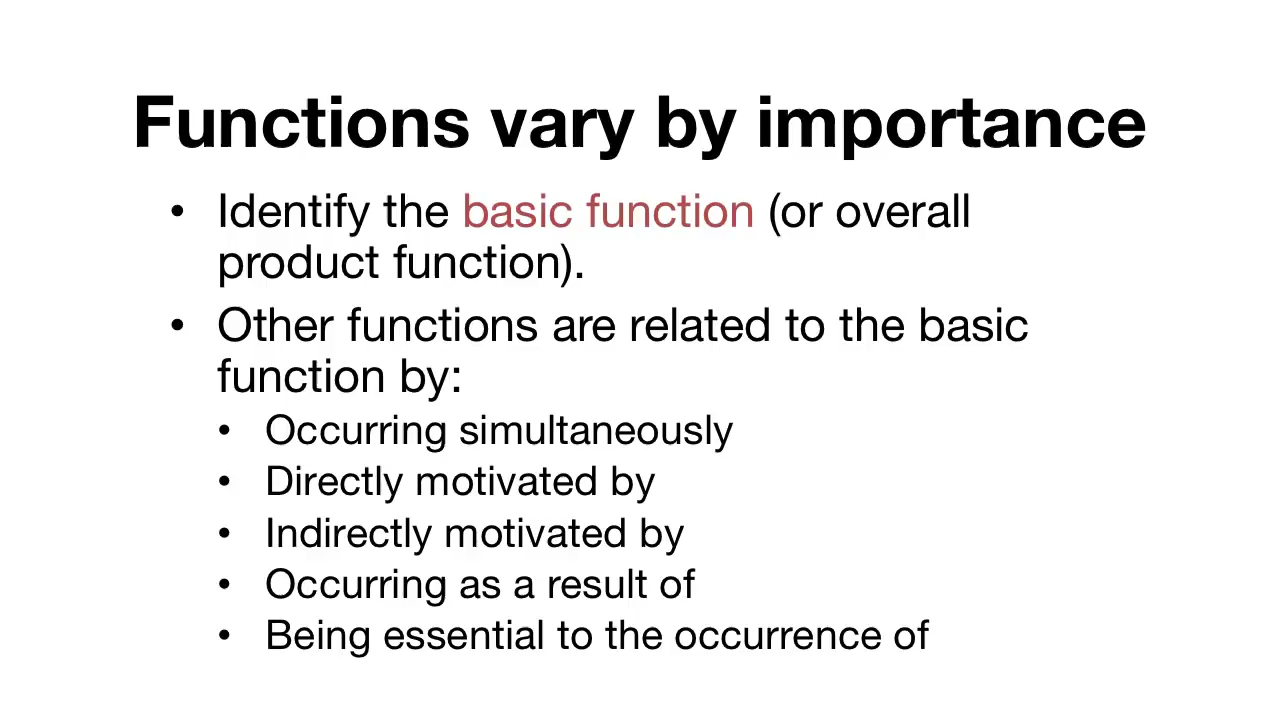 Functions vary by importance
• Identify the basic function (or overall
product function).
• Other functions are related to the basic
function by:
• Occurring simultaneously
• Directly motivated by
• Indirectly motivated by
• Occurring as a result of
• Being essential to the occurrence of